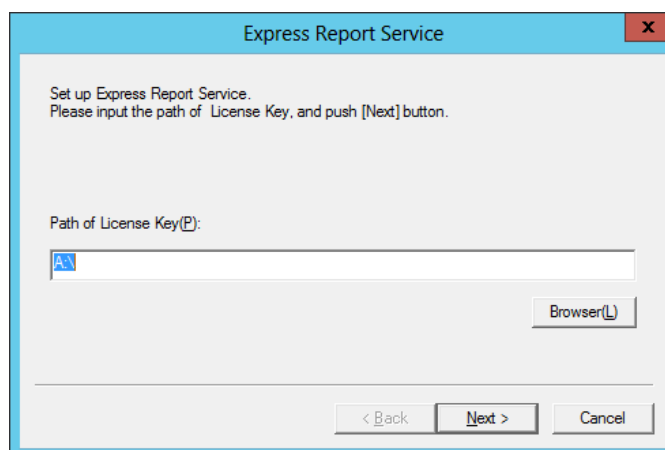 Express Report Service
x
Set up Express Report Service.
Please input the path of  License Key, and push [Next] button.
Path of License Key(P):
A:\
Browser(L)
< Back
Next >
Cancel